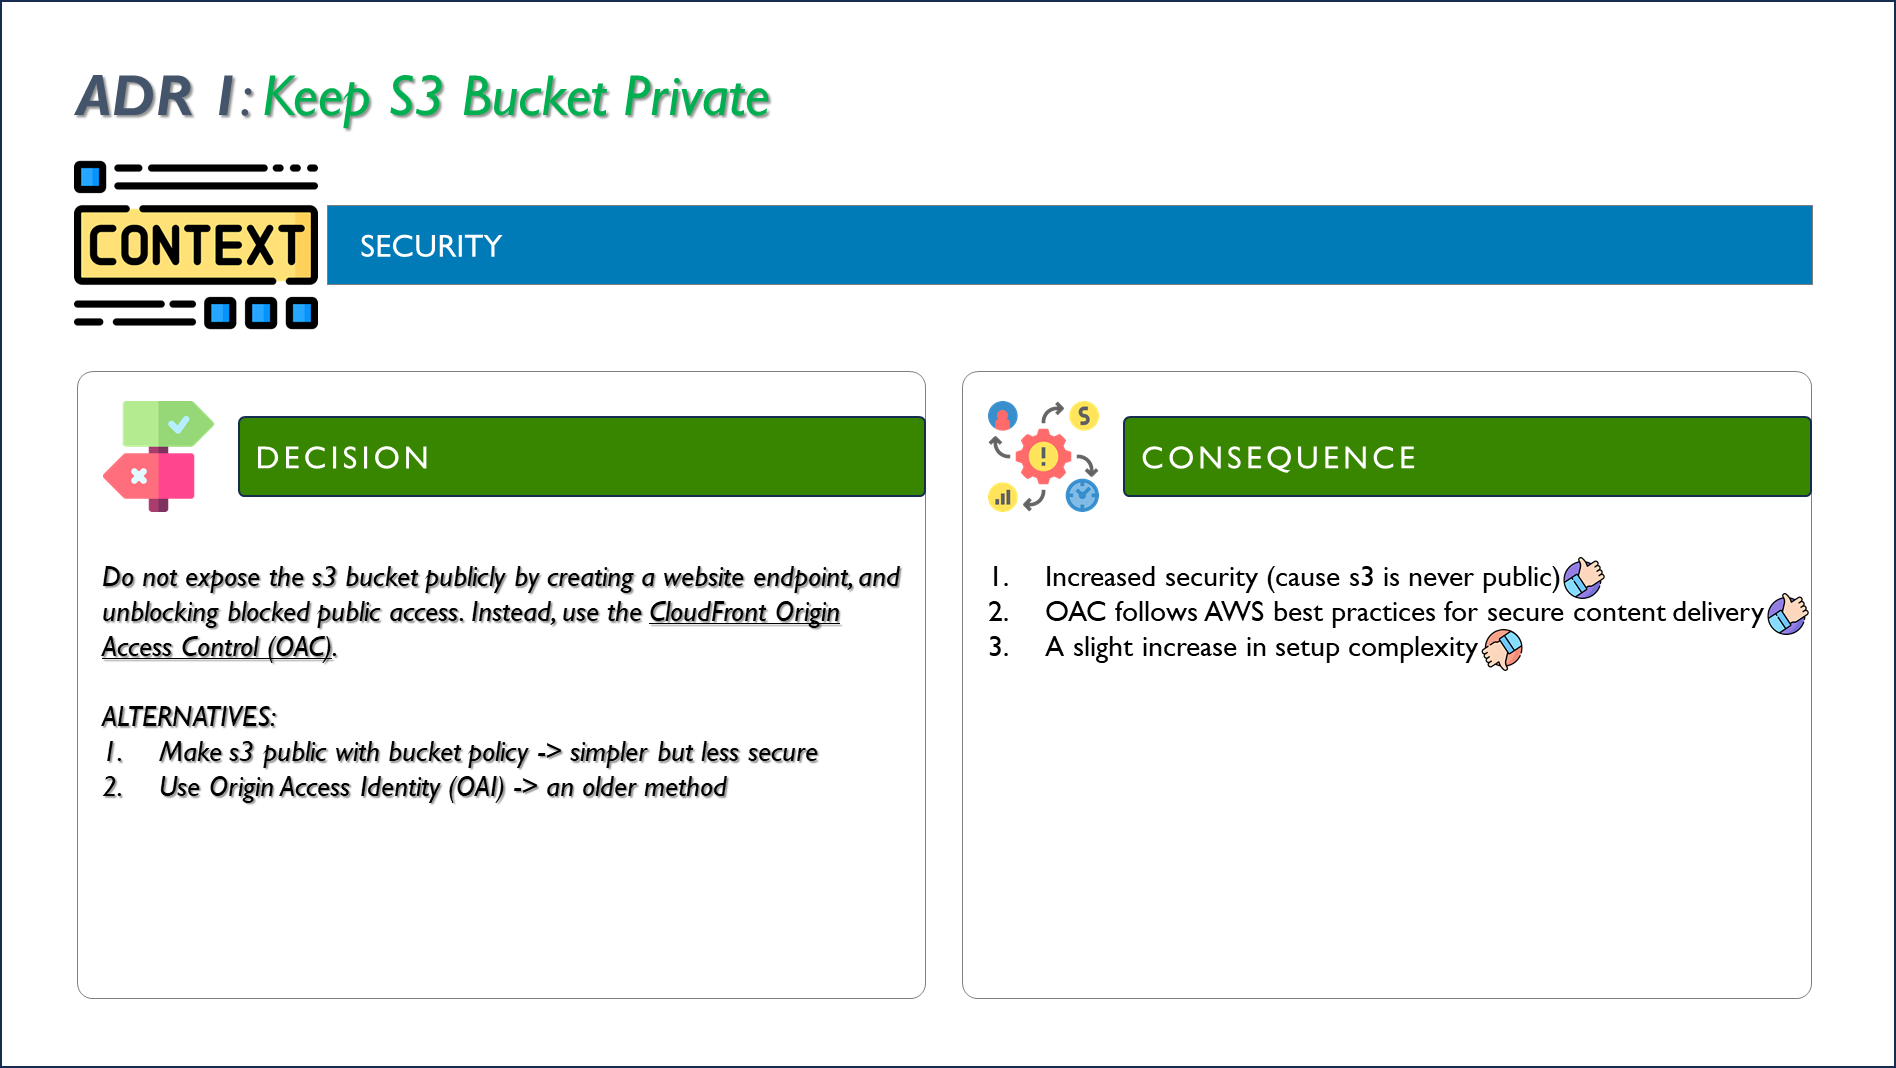 ADR 1: Keep S3 Bucket Private
CONTEXT
SECURITY
DECISION
Do not expose the s3 bucket publicly by creating a website endpoint, and
unblocking blocked public access. Instead, use the CloudFront Origin
Access Control (OAC).
ALTERNATIVES:
1. Make s3 public with bucket policy -> simpler but less secure
2. Use Origin Access Identity (OAI) -> an older method
CONSEQUENCE
1. Increased security (cause s3 is never public)
2. OAC follows AWS best practices for secure content delivery
3. A slight increase in setup complexity